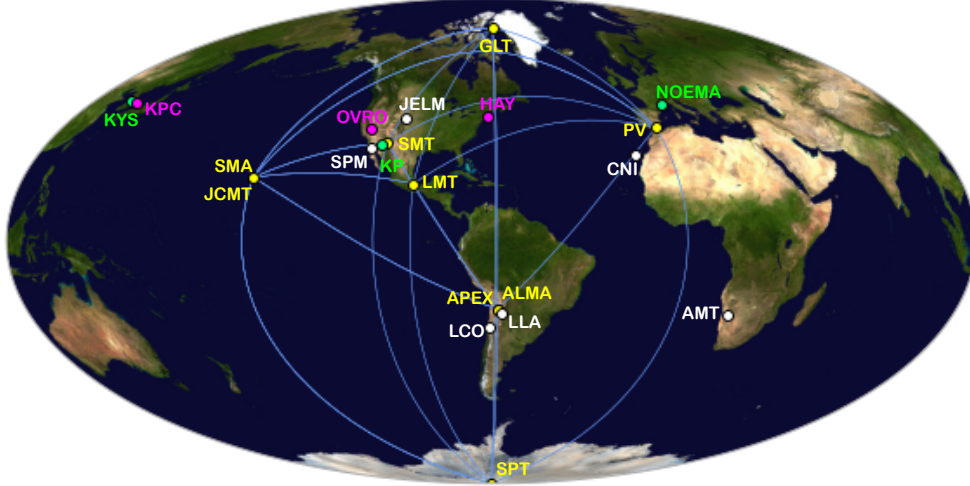 GLT
NOEMA
KPC
KYS
JELM
HAY
OVRO
PV
SMT
SPM
KP
CNI
SMA
JCMT
LMT
APEX
ALMA
LLA
LCO
AMT
SPT